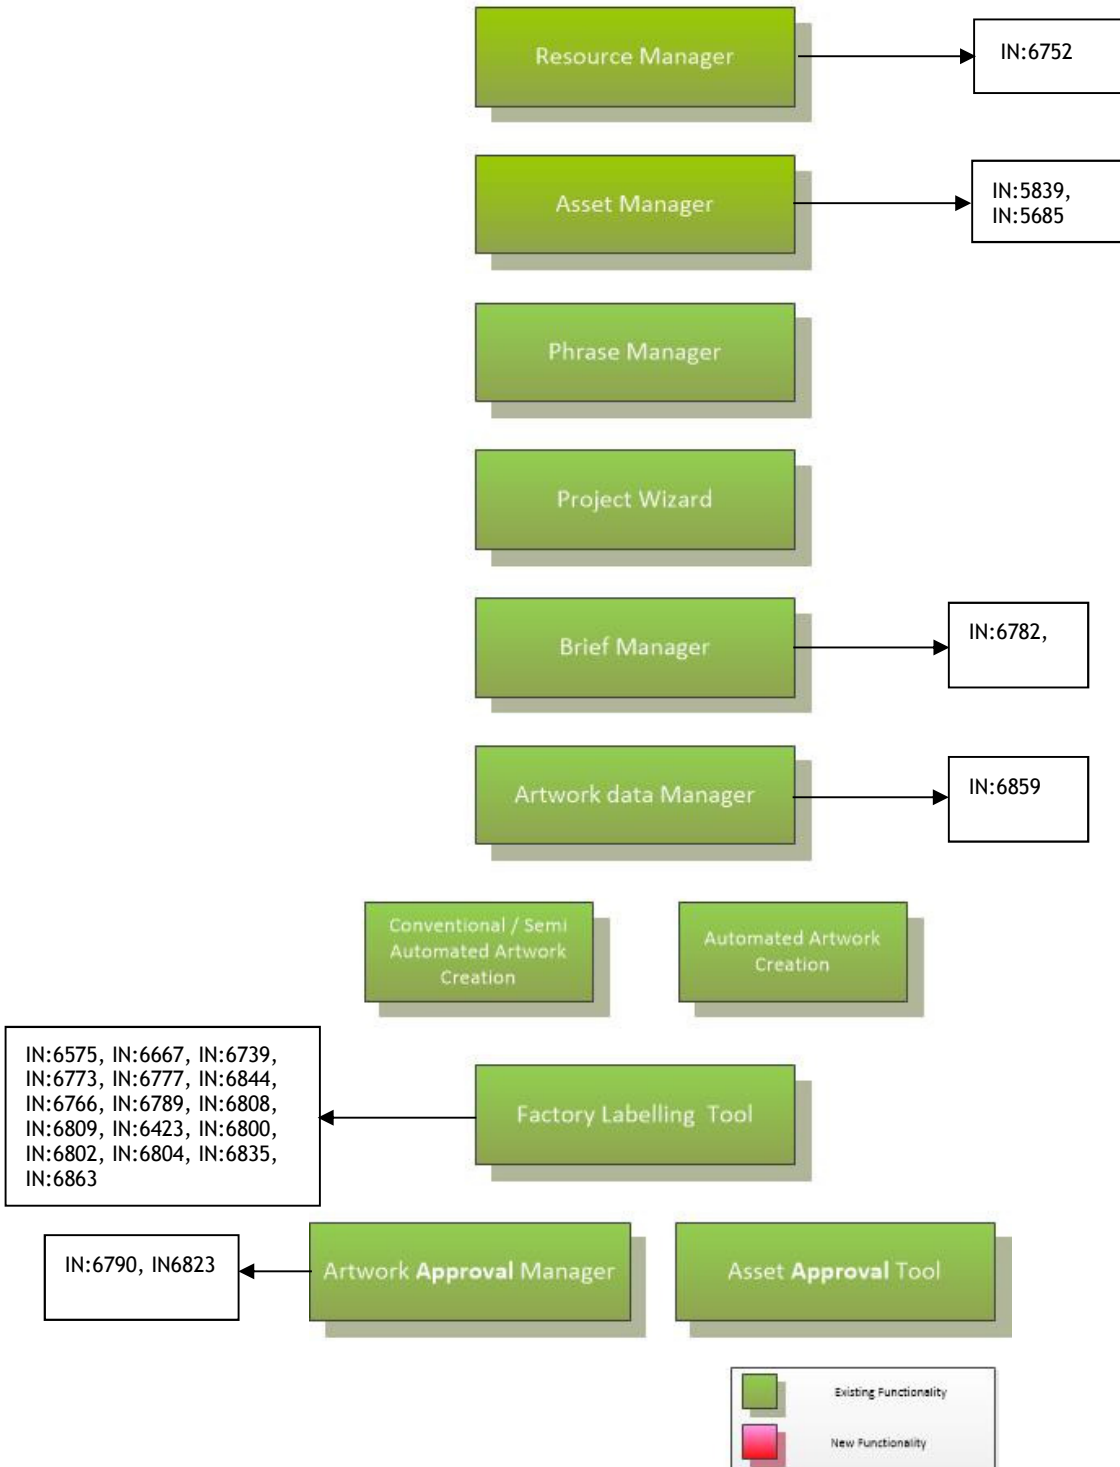 Resource Manager
IN:6752
Asset Manager
IN:5839,
IN:5685
Phrase Manager
Project Wizard
Brief Manager
IN:6782,
Artwork data Manager
IN:6859
Conventional / Semi
Automated Artwork
Creation
Automated Artwork
Creation
IN:6575, IN:6667, IN:6739,
IN:6773, IN:6777, IN:6844,
IN:6766, IN:6789, IN:6808,
IN:6809, IN:6423, IN:6800,
IN:6802, IN:6804, IN:6835,
IN:6863
Factory Labelling Tool
IN:6790, IN6823
Artwork Approval Manager
Asset Approval Tool
Existing Functionality
New Functionality